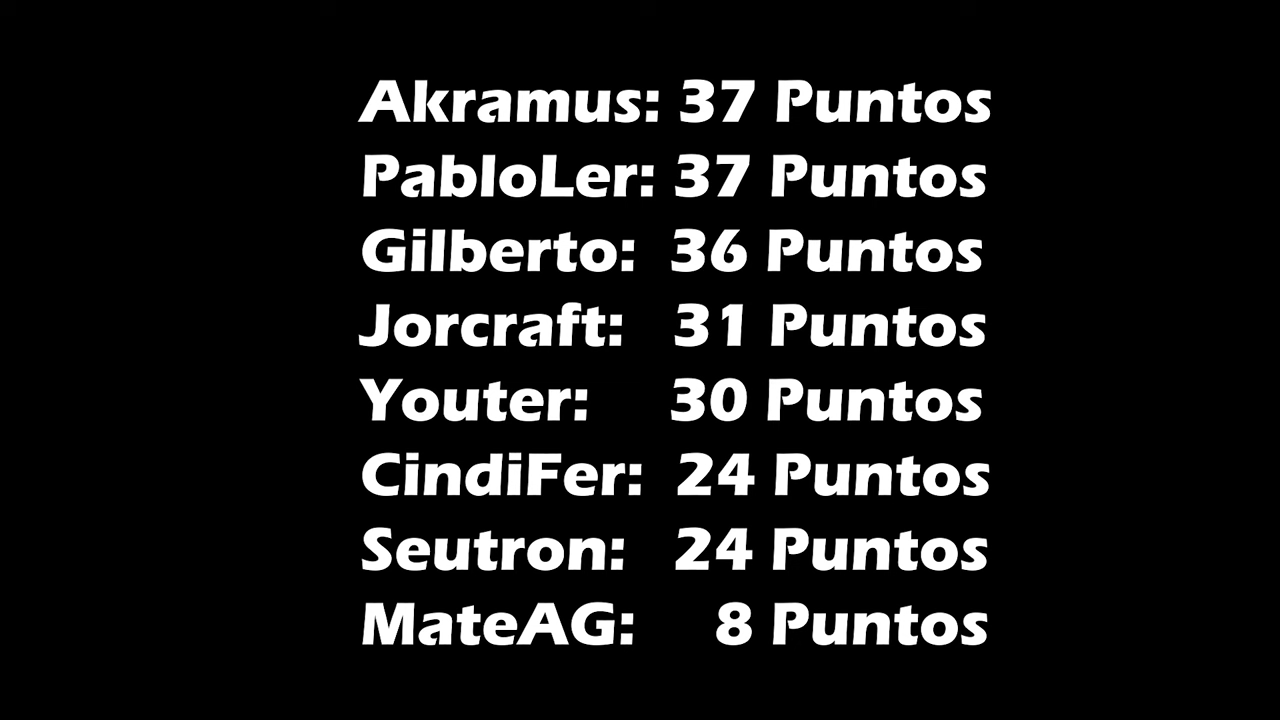 Akramus: 37 Puntos
PabloLer: 37 Puntos
Gilberto: 36 Puntos
Jorcraft: 31 Puntos
Youter: 30 Puntos
CindiFer: 24 Puntos
Seutron: 24 Puntos
MateAG: 8 Puntos